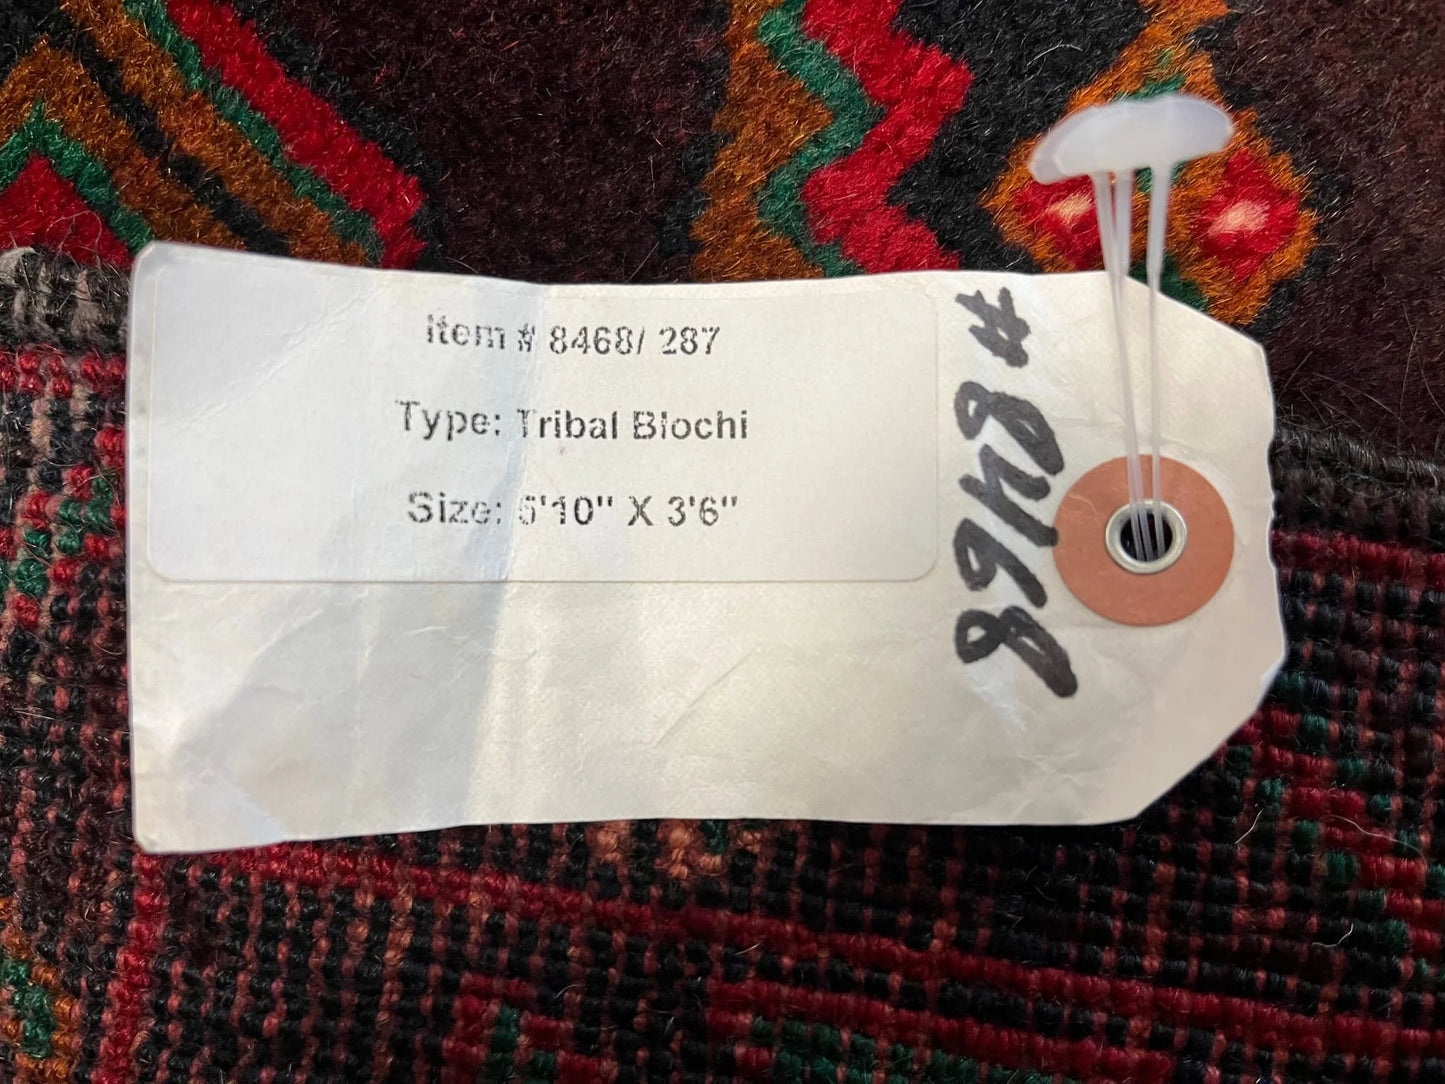 Item # 8468/ 287
Type: Tribal Blochi
Size: 5'10" X 3'6"
# 8468